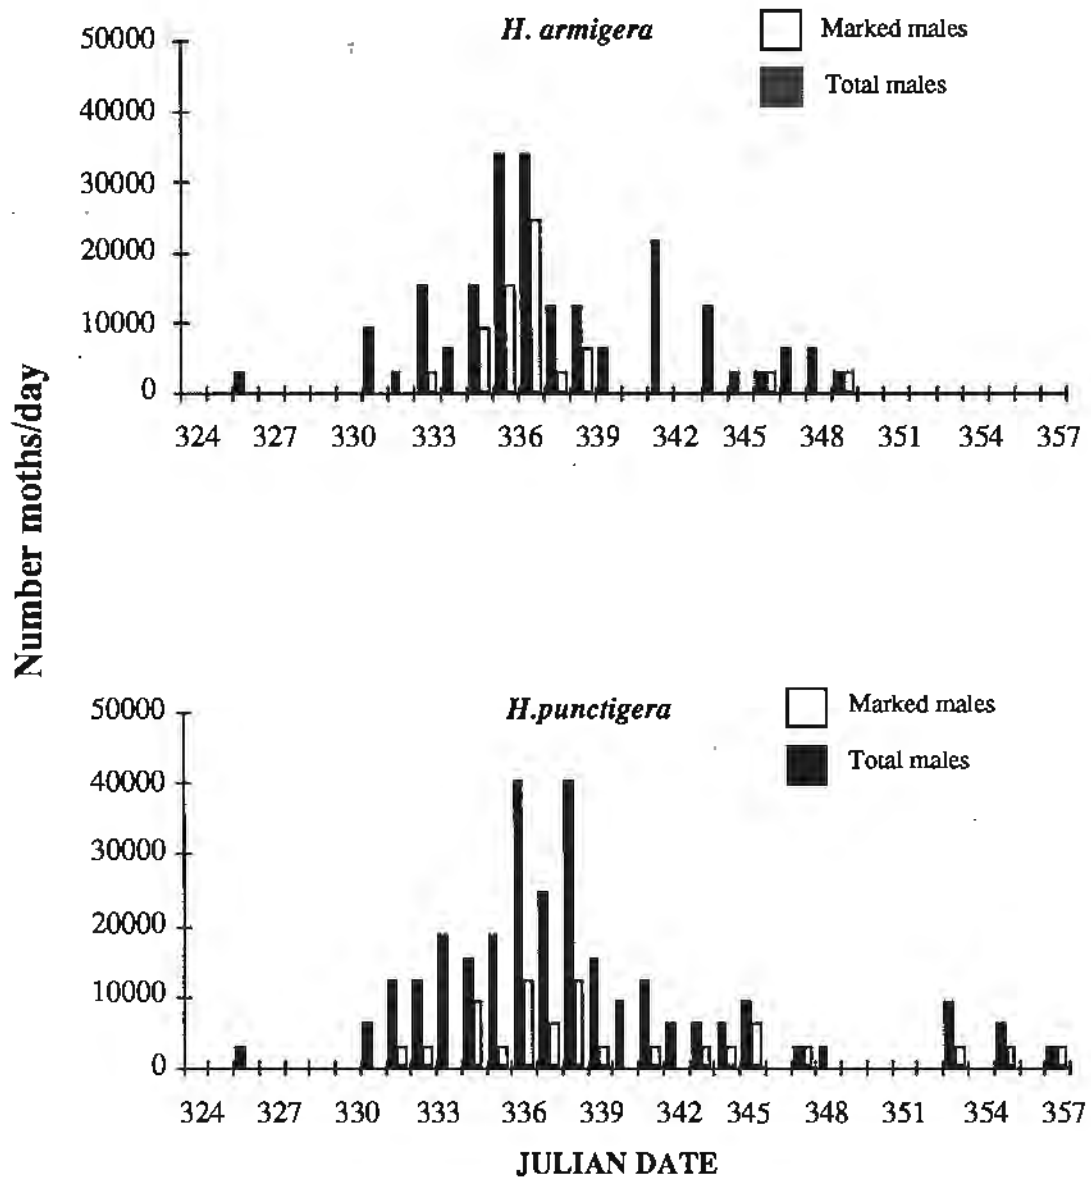 H. armigera
Marked males
Total males
50000
40000
30000
20000
10000
0
324 327 330 333 336 339 342 345 348 351 354 357
Number moths/day
H.punctigera
Marked males
Total males
50000
40000
30000
20000
10000
0
324 327 330 333 336 339 342 345 348 351 354 357
JULIAN DATE